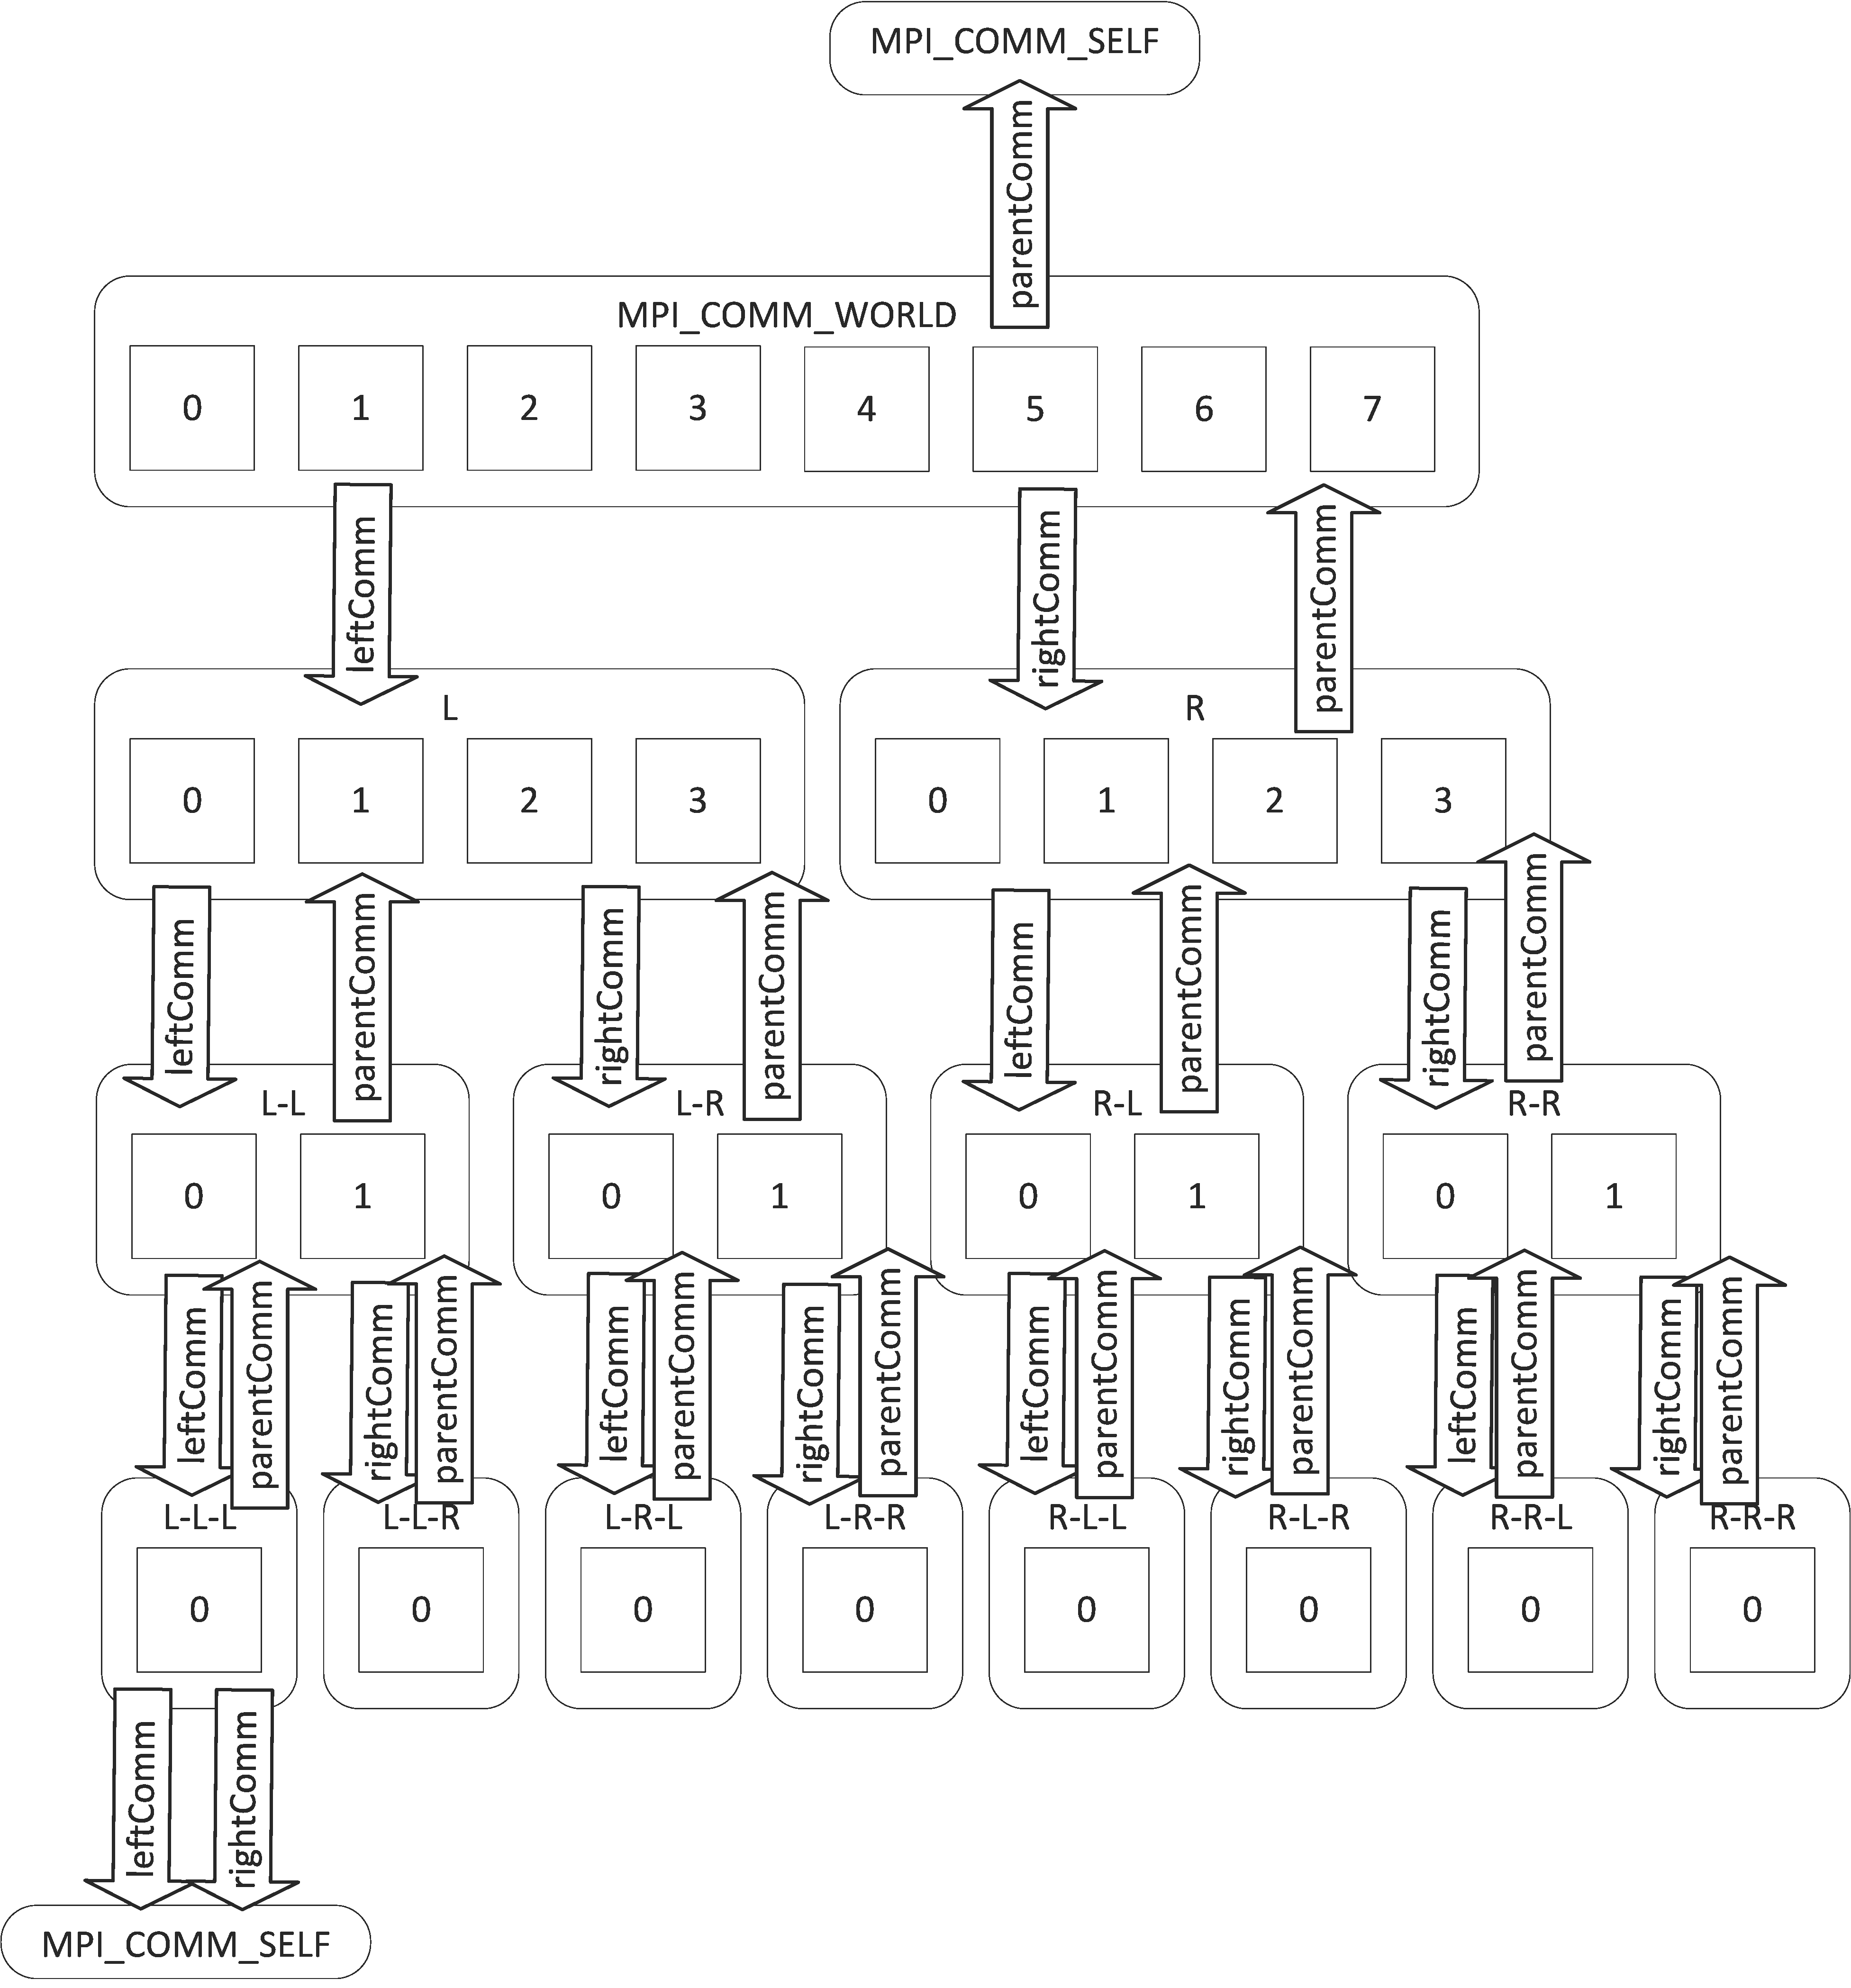 MPI_COMM_SELF
parentComm
MPI_COMM_WORLD
0 1 2 3 4 5 6 7
leftComm rightComm parentComm
L R
0 1 2 3 0 1 2 3
leftComm parentComm rightComm parentComm leftComm parentComm rightComm parentComm
L-L L-R R-L R-R
0 1 0 1 0 1 0 1
leftComm parentComm rightComm parentComm leftComm parentComm rightComm parentComm leftComm parentComm rightComm parentComm leftComm parentComm rightComm parentComm
L-L-L L-L-R L-R-L L-R-R R-L-L R-L-R R-R-L R-R-R
0 0 0 0 0 0 0 0
leftComm rightComm
MPI_COMM_SELF